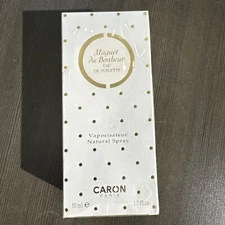 Muguet
du Bonheur
EAU
DE TOILETTE
Vaporisateur
Natural Spray
CARON
PARIS
50 ml e 1.7 fl.oz